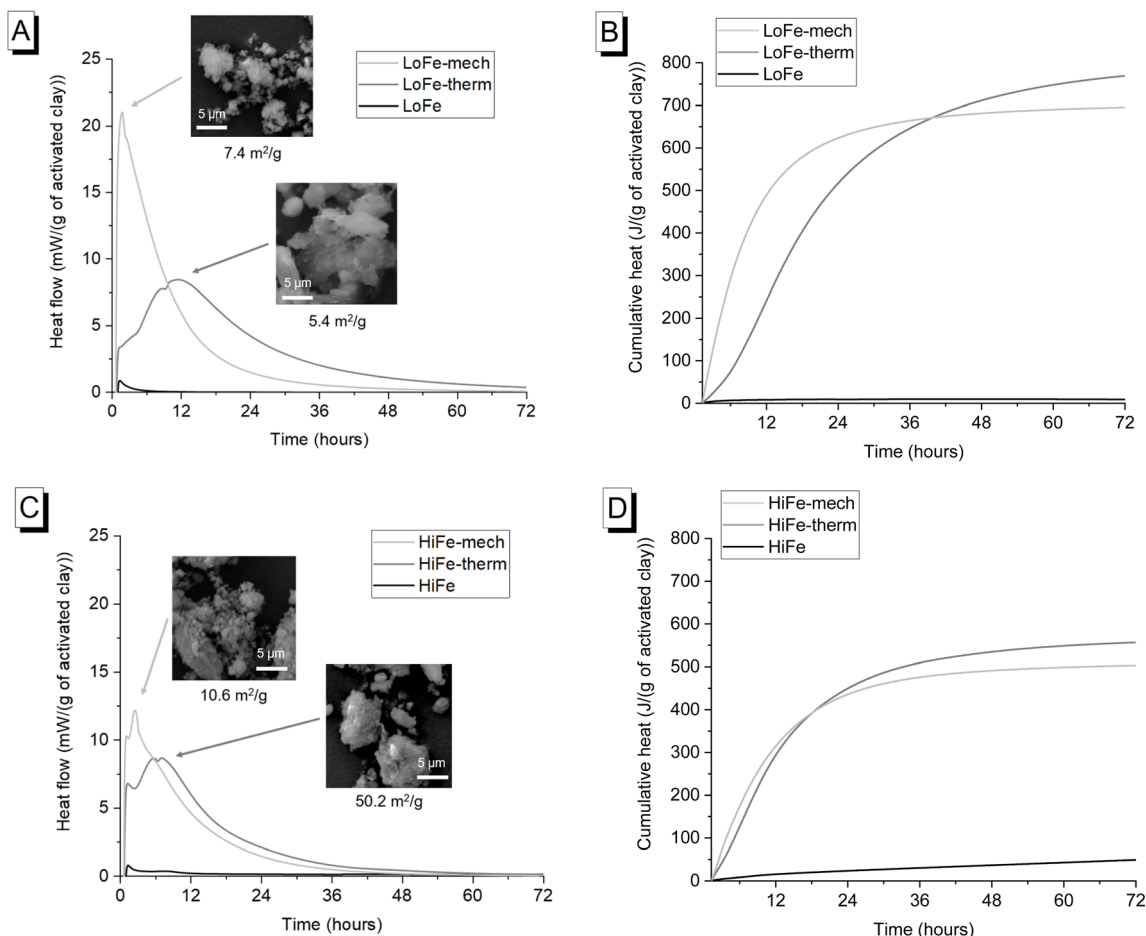 A
LoFe-mech
LoFe-therm
LoFe
5 µm
7.4 m²/g
5 µm
5.4 m²/g
25
20
15
10
5
0
Heat flow (mW/(g of activated clay))
0 12 24 36 48 60 72
Time (hours)
B
LoFe-mech
LoFe-therm
LoFe
800
700
600
500
400
300
200
100
0
Cumulative heat (J/(g of activated clay))
12 24 36 48 60 72
Time (hours)
C
HiFe-mech
HiFe-therm
HiFe
5 µm
10.6 m²/g
5 µm
50.2 m²/g
25
20
15
10
5
0
Heat flow (mW/(g of activated clay))
0 12 24 36 48 60 72
Time (hours)
D
HiFe-mech
HiFe-therm
HiFe
800
700
600
500
400
300
200
100
0
Cumulative heat (J/(g of activated clay))
12 24 36 48 60 72
Time (hours)